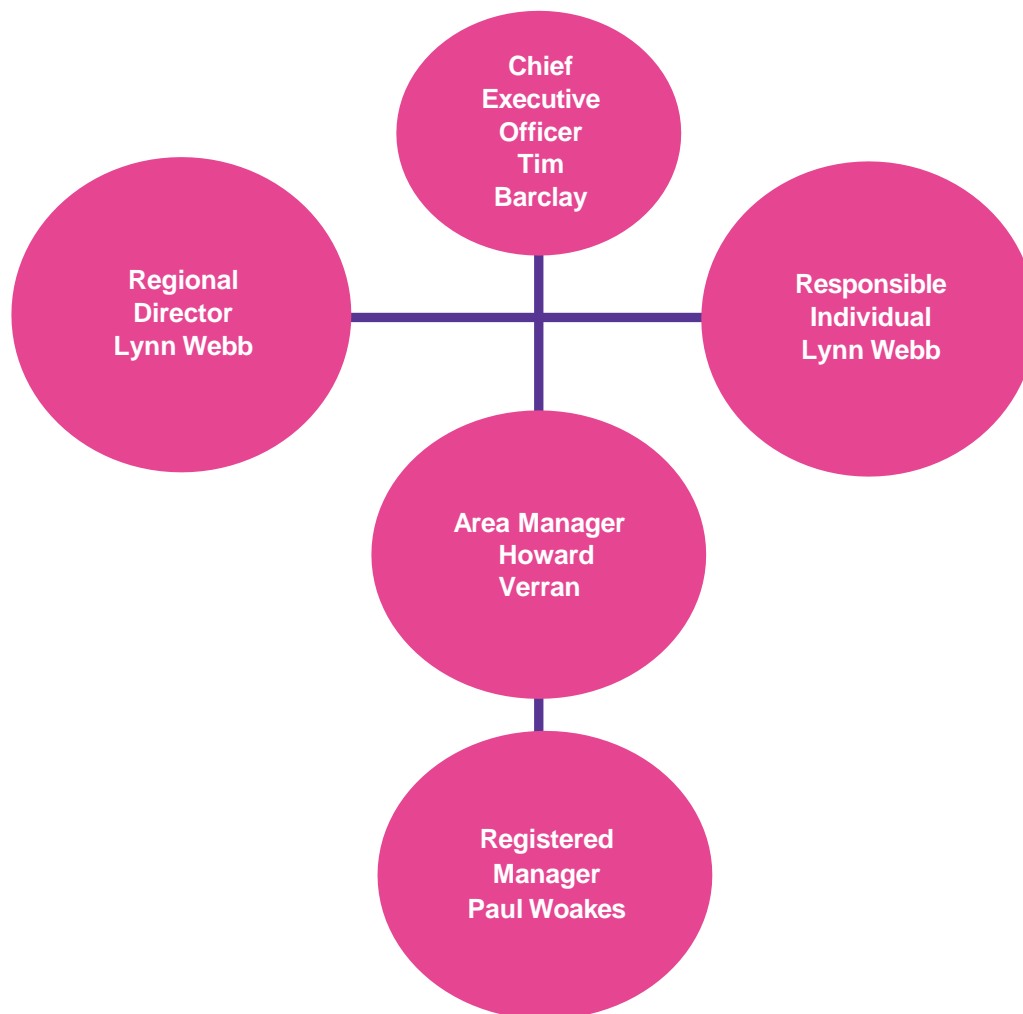 Chief
Executive
Officer
Tim
Barclay
Regional
Director
Lynn Webb
Responsible
Individual
Lynn Webb
Area Manager
Howard
Verran
Registered
Manager
Paul Woakes